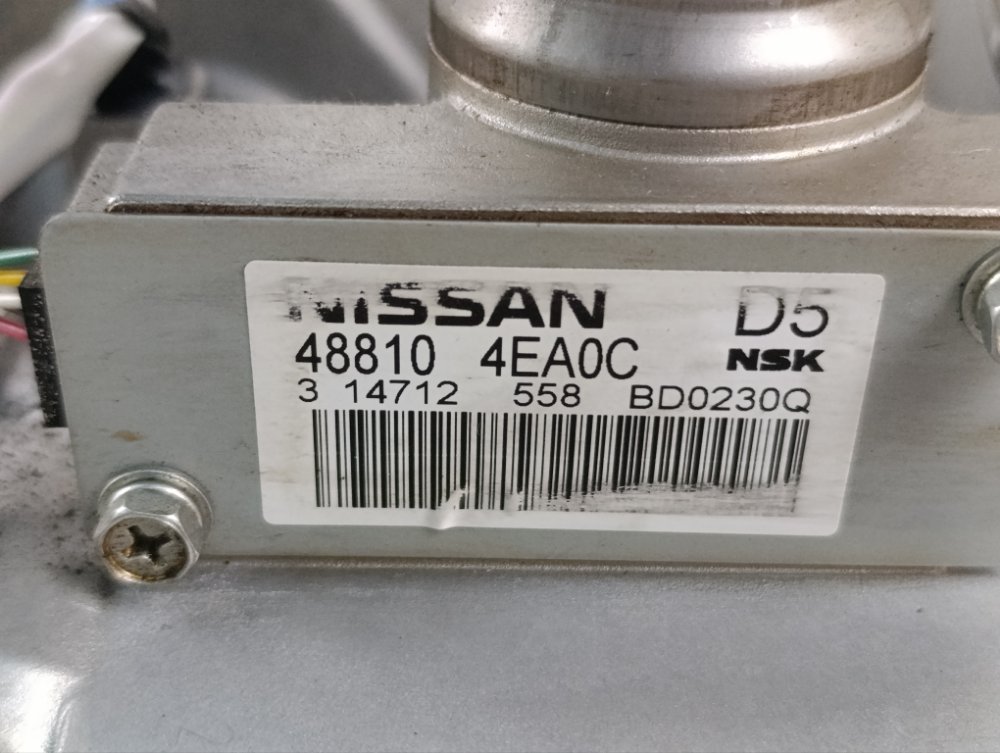 NISSAN D5
48810 4EA0C NSK
3 14712 558 BD0230Q